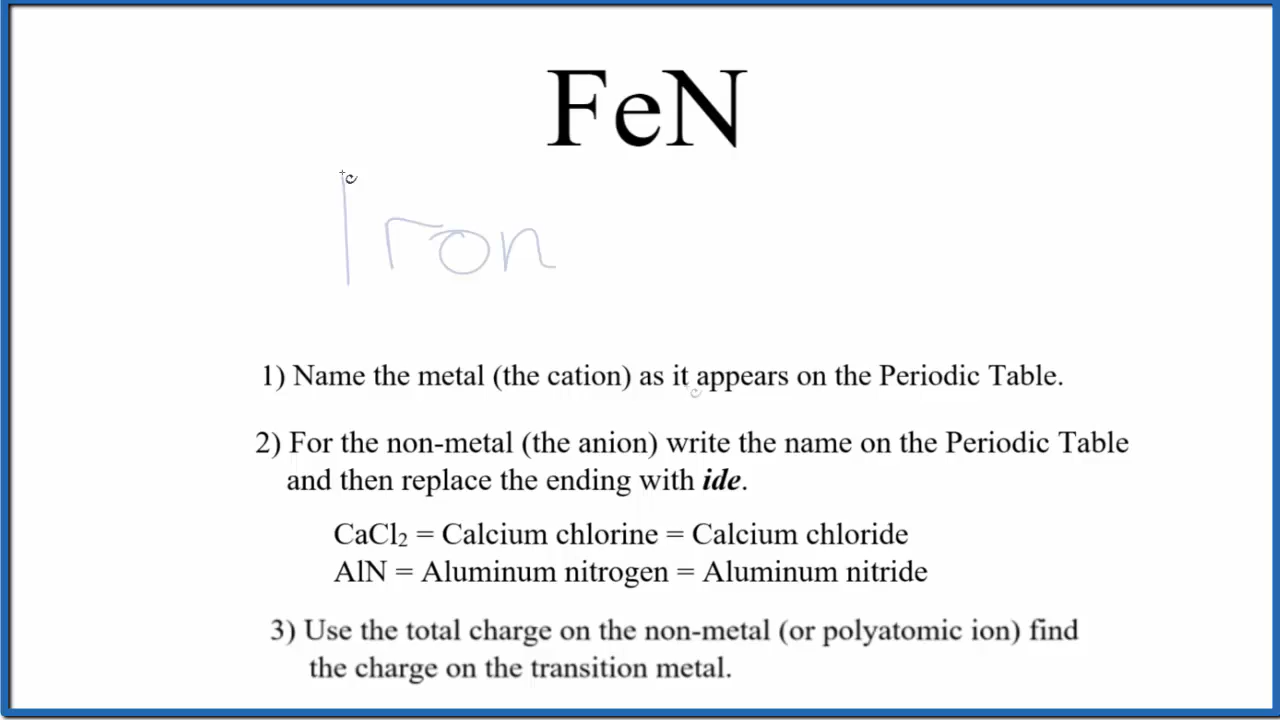 FeN
Iron
1) Name the metal (the cation) as it appears on the Periodic Table.
2) For the non-metal (the anion) write the name on the Periodic Table
and then replace the ending with ide.
CaCl₂ = Calcium chlorine = Calcium chloride
AlN = Aluminum nitrogen = Aluminum nitride
3) Use the total charge on the non-metal (or polyatomic ion) find
the charge on the transition metal.